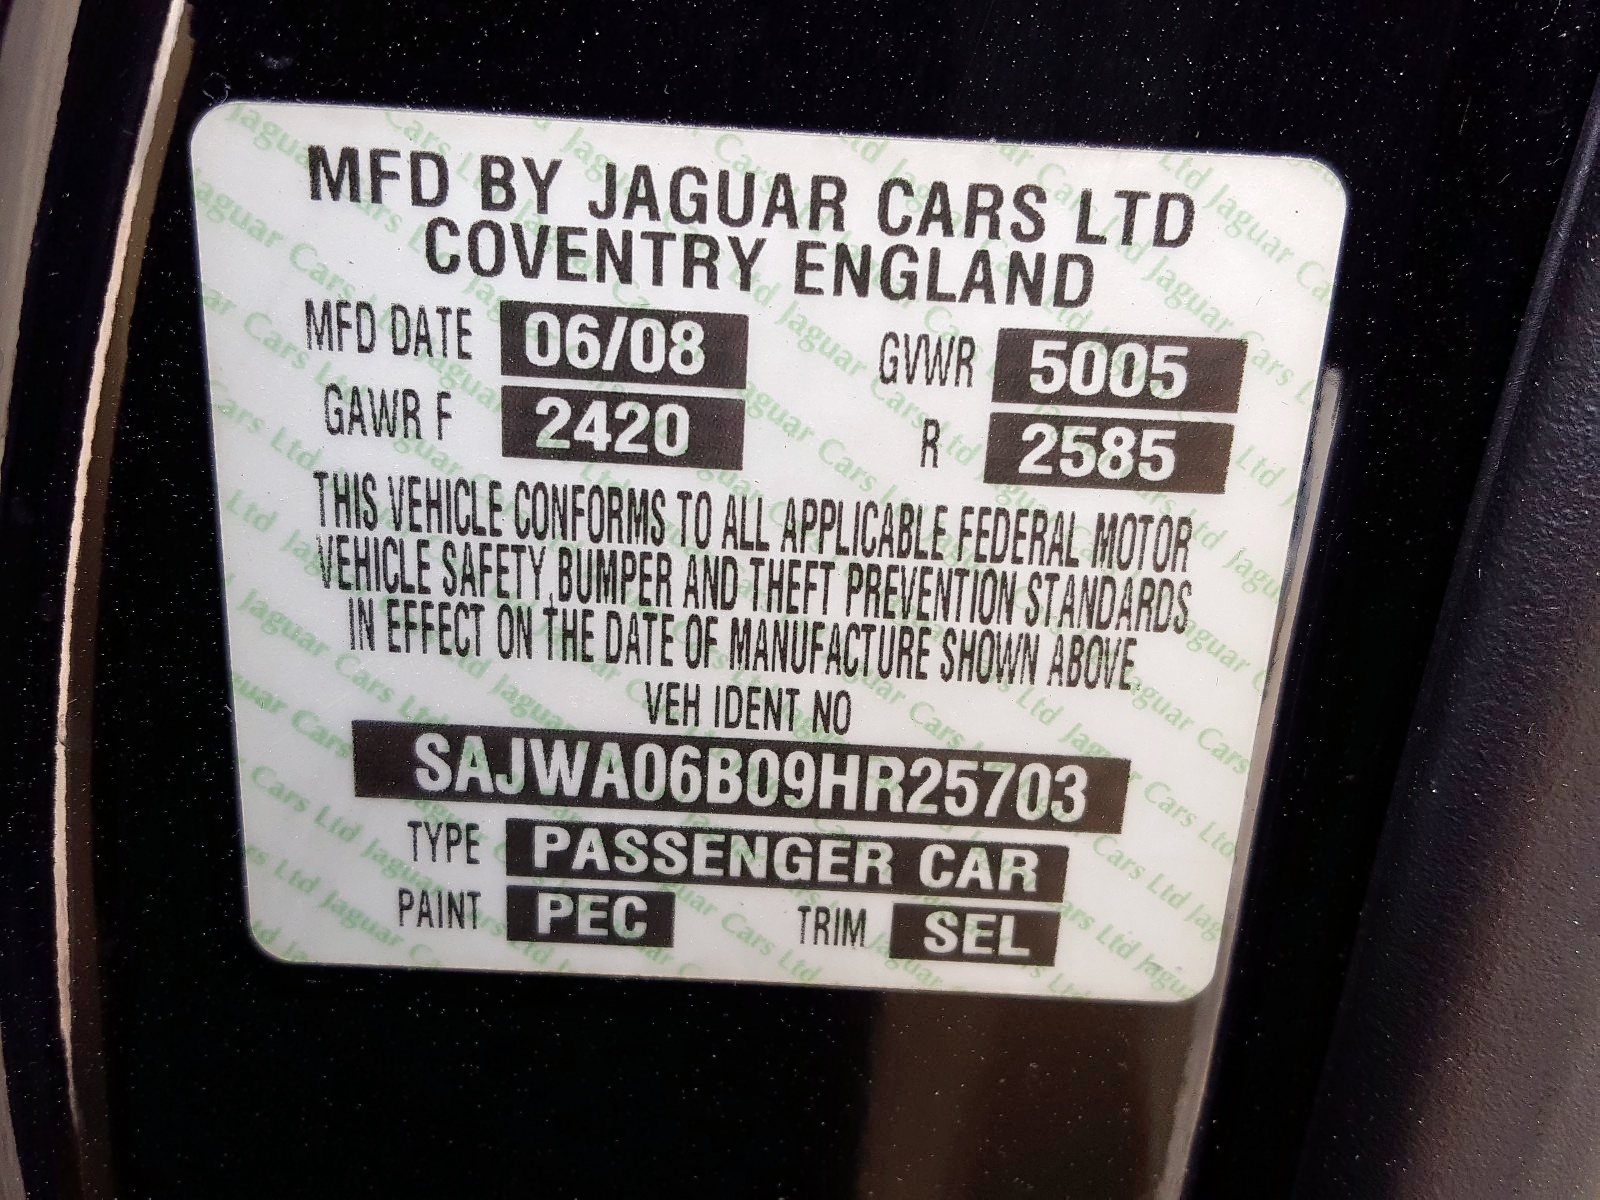 MFD BY JAGUAR CARS LTD
COVENTRY ENGLAND
MFD DATE 06/08 GVWR 5005
GAWR F 2420 R 2585
THIS VEHICLE CONFORMS TO ALL APPLICABLE FEDERAL MOTOR
VEHICLE SAFETY,BUMPER AND THEFT PREVENTION STANDARDS
IN EFFECT ON THE DATE OF MANUFACTURE SHOWN ABOVE.
VEH IDENT NO
SAJWA06B09HR25703
TYPE PASSENGER CAR
PAINT PEC TRIM SEL